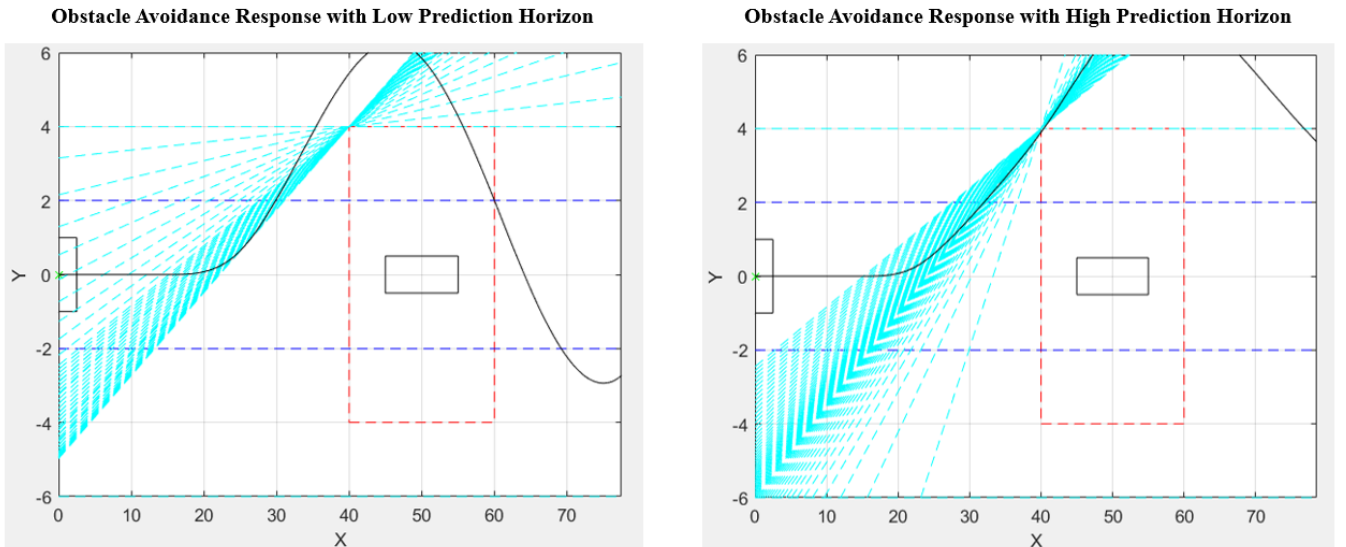 Obstacle Avoidance Response with Low Prediction Horizon
6
4
2
0
-2
-4
-6
Y
0 10 20 30 40 50 60 70
X
Obstacle Avoidance Response with High Prediction Horizon
6
4
2
0
-2
-4
-6
Y
0 10 20 30 40 50 60 70
X